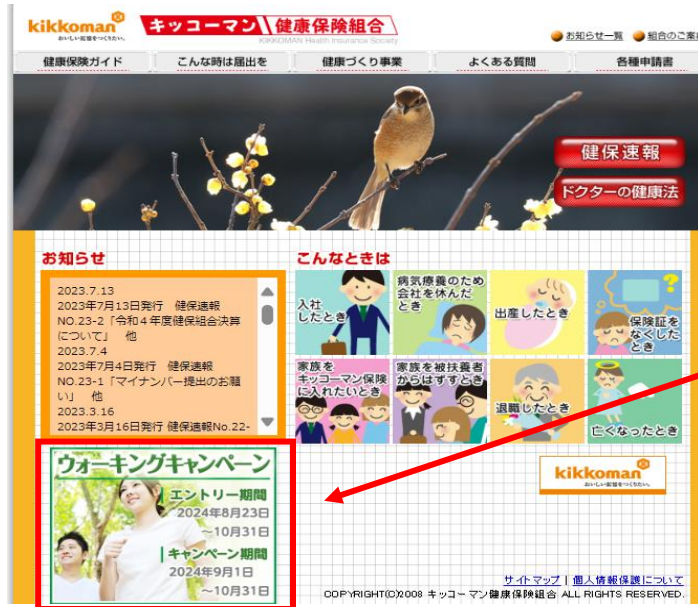 kikkoman
おいしい記憶をつくりたい。
キッコーマン 健康保険組合
KIKKOMAN Health Insurance Society
お知らせ一覧 組合のご案
健康保険ガイド こんな時は届出を 健康づくり事業 よくある質問 各種申請書
健保速報
ドクターの健康法
お知らせ
2023.7.13
2023年7月13日発行 健保速報
NO.23-2「令和４年度健保組合決算
について」 他
2023.7.4
2023年7月4日発行 健保速報
NO.23-1「マイナンバー提出のお願
い」 他
2023.3.16
2023年3月16日発行 健保速報No.22-
こんなときは
入社
したとき
病気療養のため
会社を休んだ
とき
出産したとき
保険証を
なくした
とき
家族を
キッコーマン保険
に入れたいとき
家族を被扶養者
からはずすとき
退職したとき
亡くなったとき
ウォーキングキャンペーン
エントリー期間
2024年8月23日
～10月31日
キャンペーン期間
2024年9月1日
～10月31日
kikkoman
おいしい記憶をつくりたい。
サイトマップ | 個人情報保護について
COPYRIGHT(C)2008 キッコーマン健康保険組合 ALL RIGHTS RESERVED.